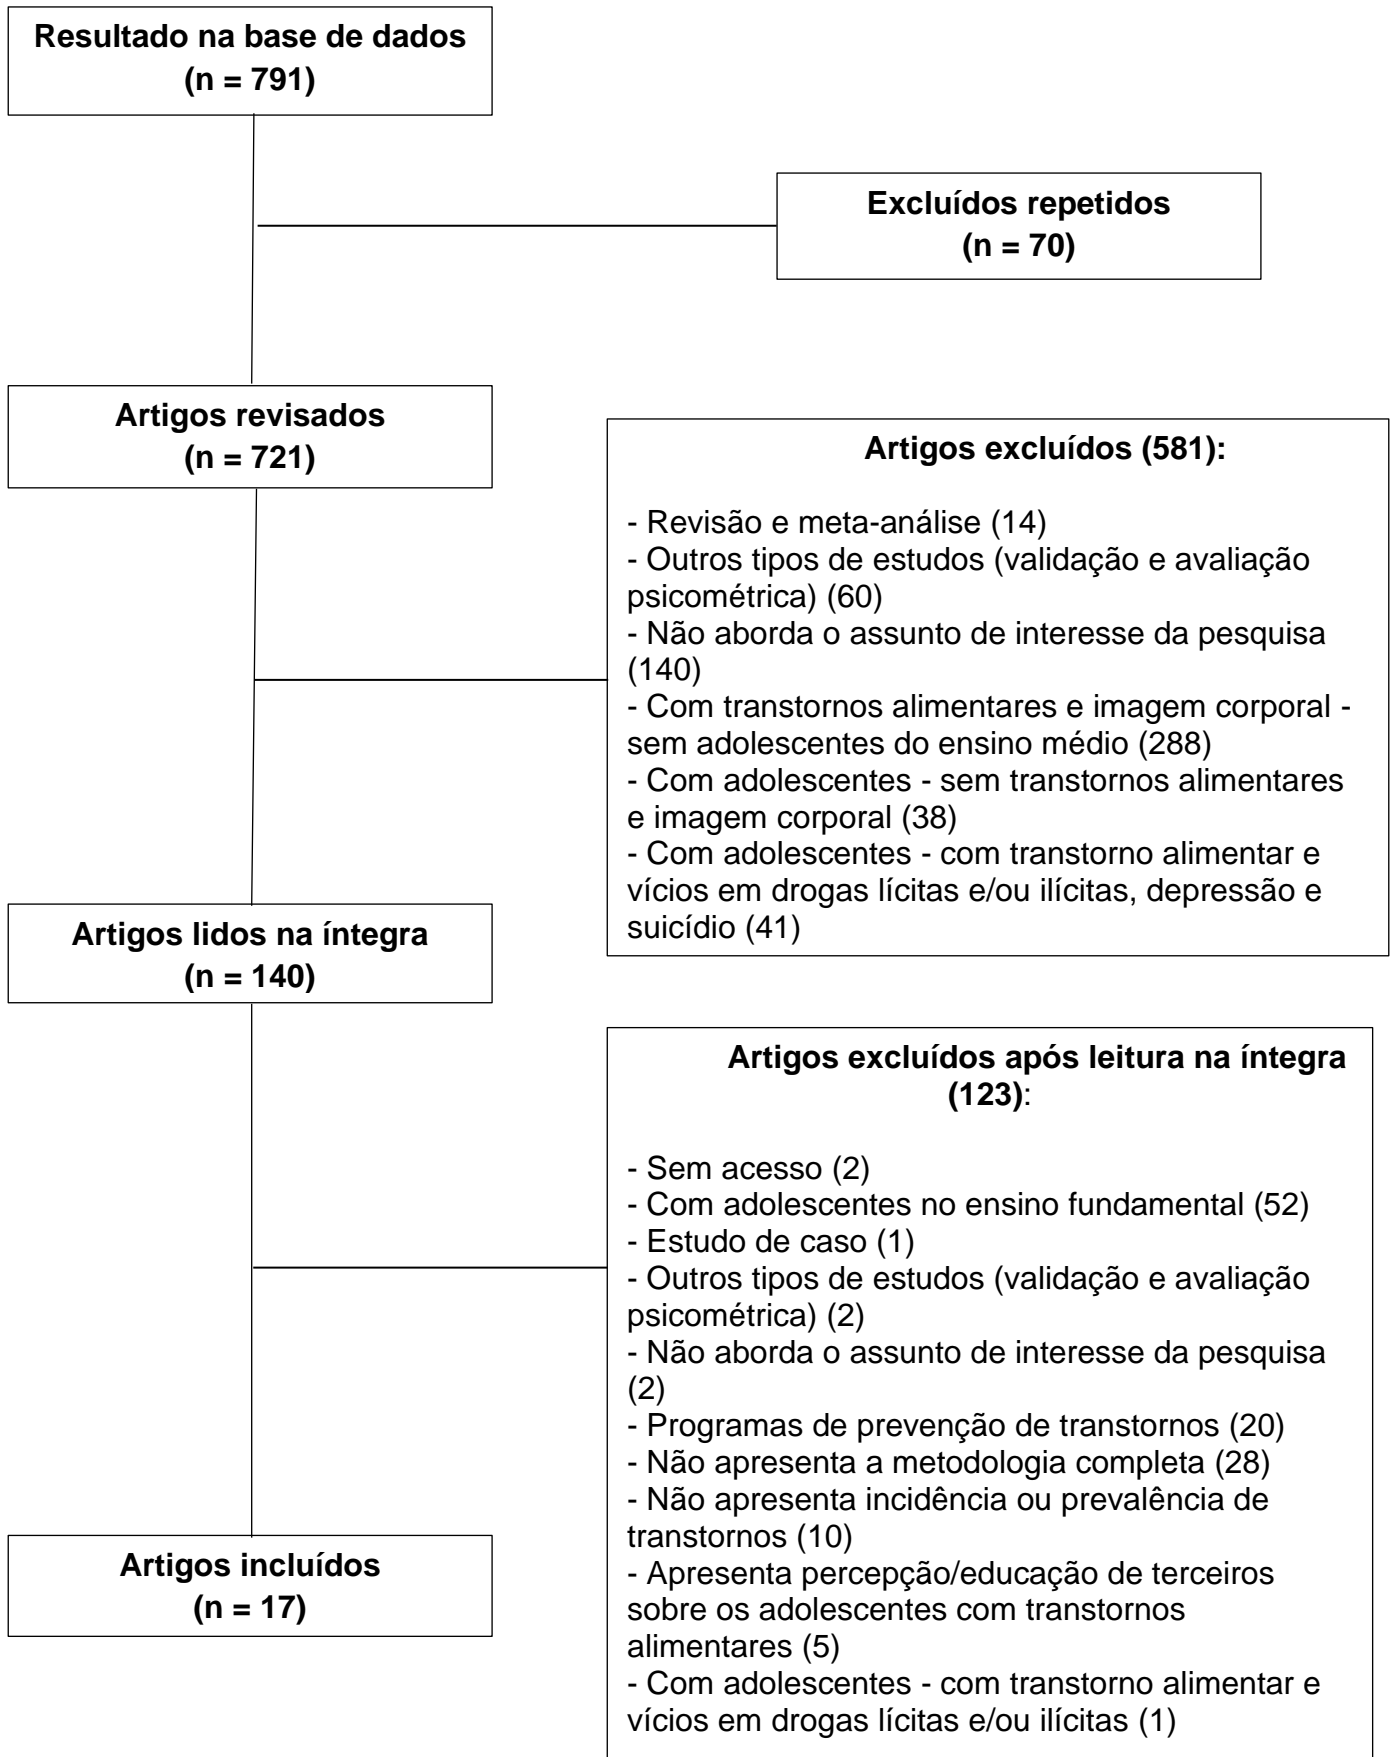 Resultado na base de dados
(n = 791)
Excluídos repetidos
(n = 70)
Artigos revisados
(n = 721)
Artigos excluídos (581):
- Revisão e meta-análise (14)
- Outros tipos de estudos (validação e avaliação
psicométrica) (60)
- Não aborda o assunto de interesse da pesquisa
(140)
- Com transtornos alimentares e imagem corporal -
sem adolescentes do ensino médio (288)
- Com adolescentes - sem transtornos alimentares
e imagem corporal (38)
- Com adolescentes - com transtorno alimentar e
vícios em drogas lícitas e/ou ilícitas, depressão e
suicídio (41)
Artigos lidos na íntegra
(n = 140)
Artigos excluídos após leitura na íntegra
(123):
- Sem acesso (2)
- Com adolescentes no ensino fundamental (52)
- Estudo de caso (1)
- Outros tipos de estudos (validação e avaliação
psicométrica) (2)
- Não aborda o assunto de interesse da pesquisa
(2)
- Programas de prevenção de transtornos (20)
- Não apresenta a metodologia completa (28)
- Não apresenta incidência ou prevalência de
transtornos (10)
- Apresenta percepção/educação de terceiros
sobre os adolescentes com transtornos
alimentares (5)
- Com adolescentes - com transtorno alimentar e
vícios em drogas lícitas e/ou ilícitas (1)
Artigos incluídos
(n = 17)